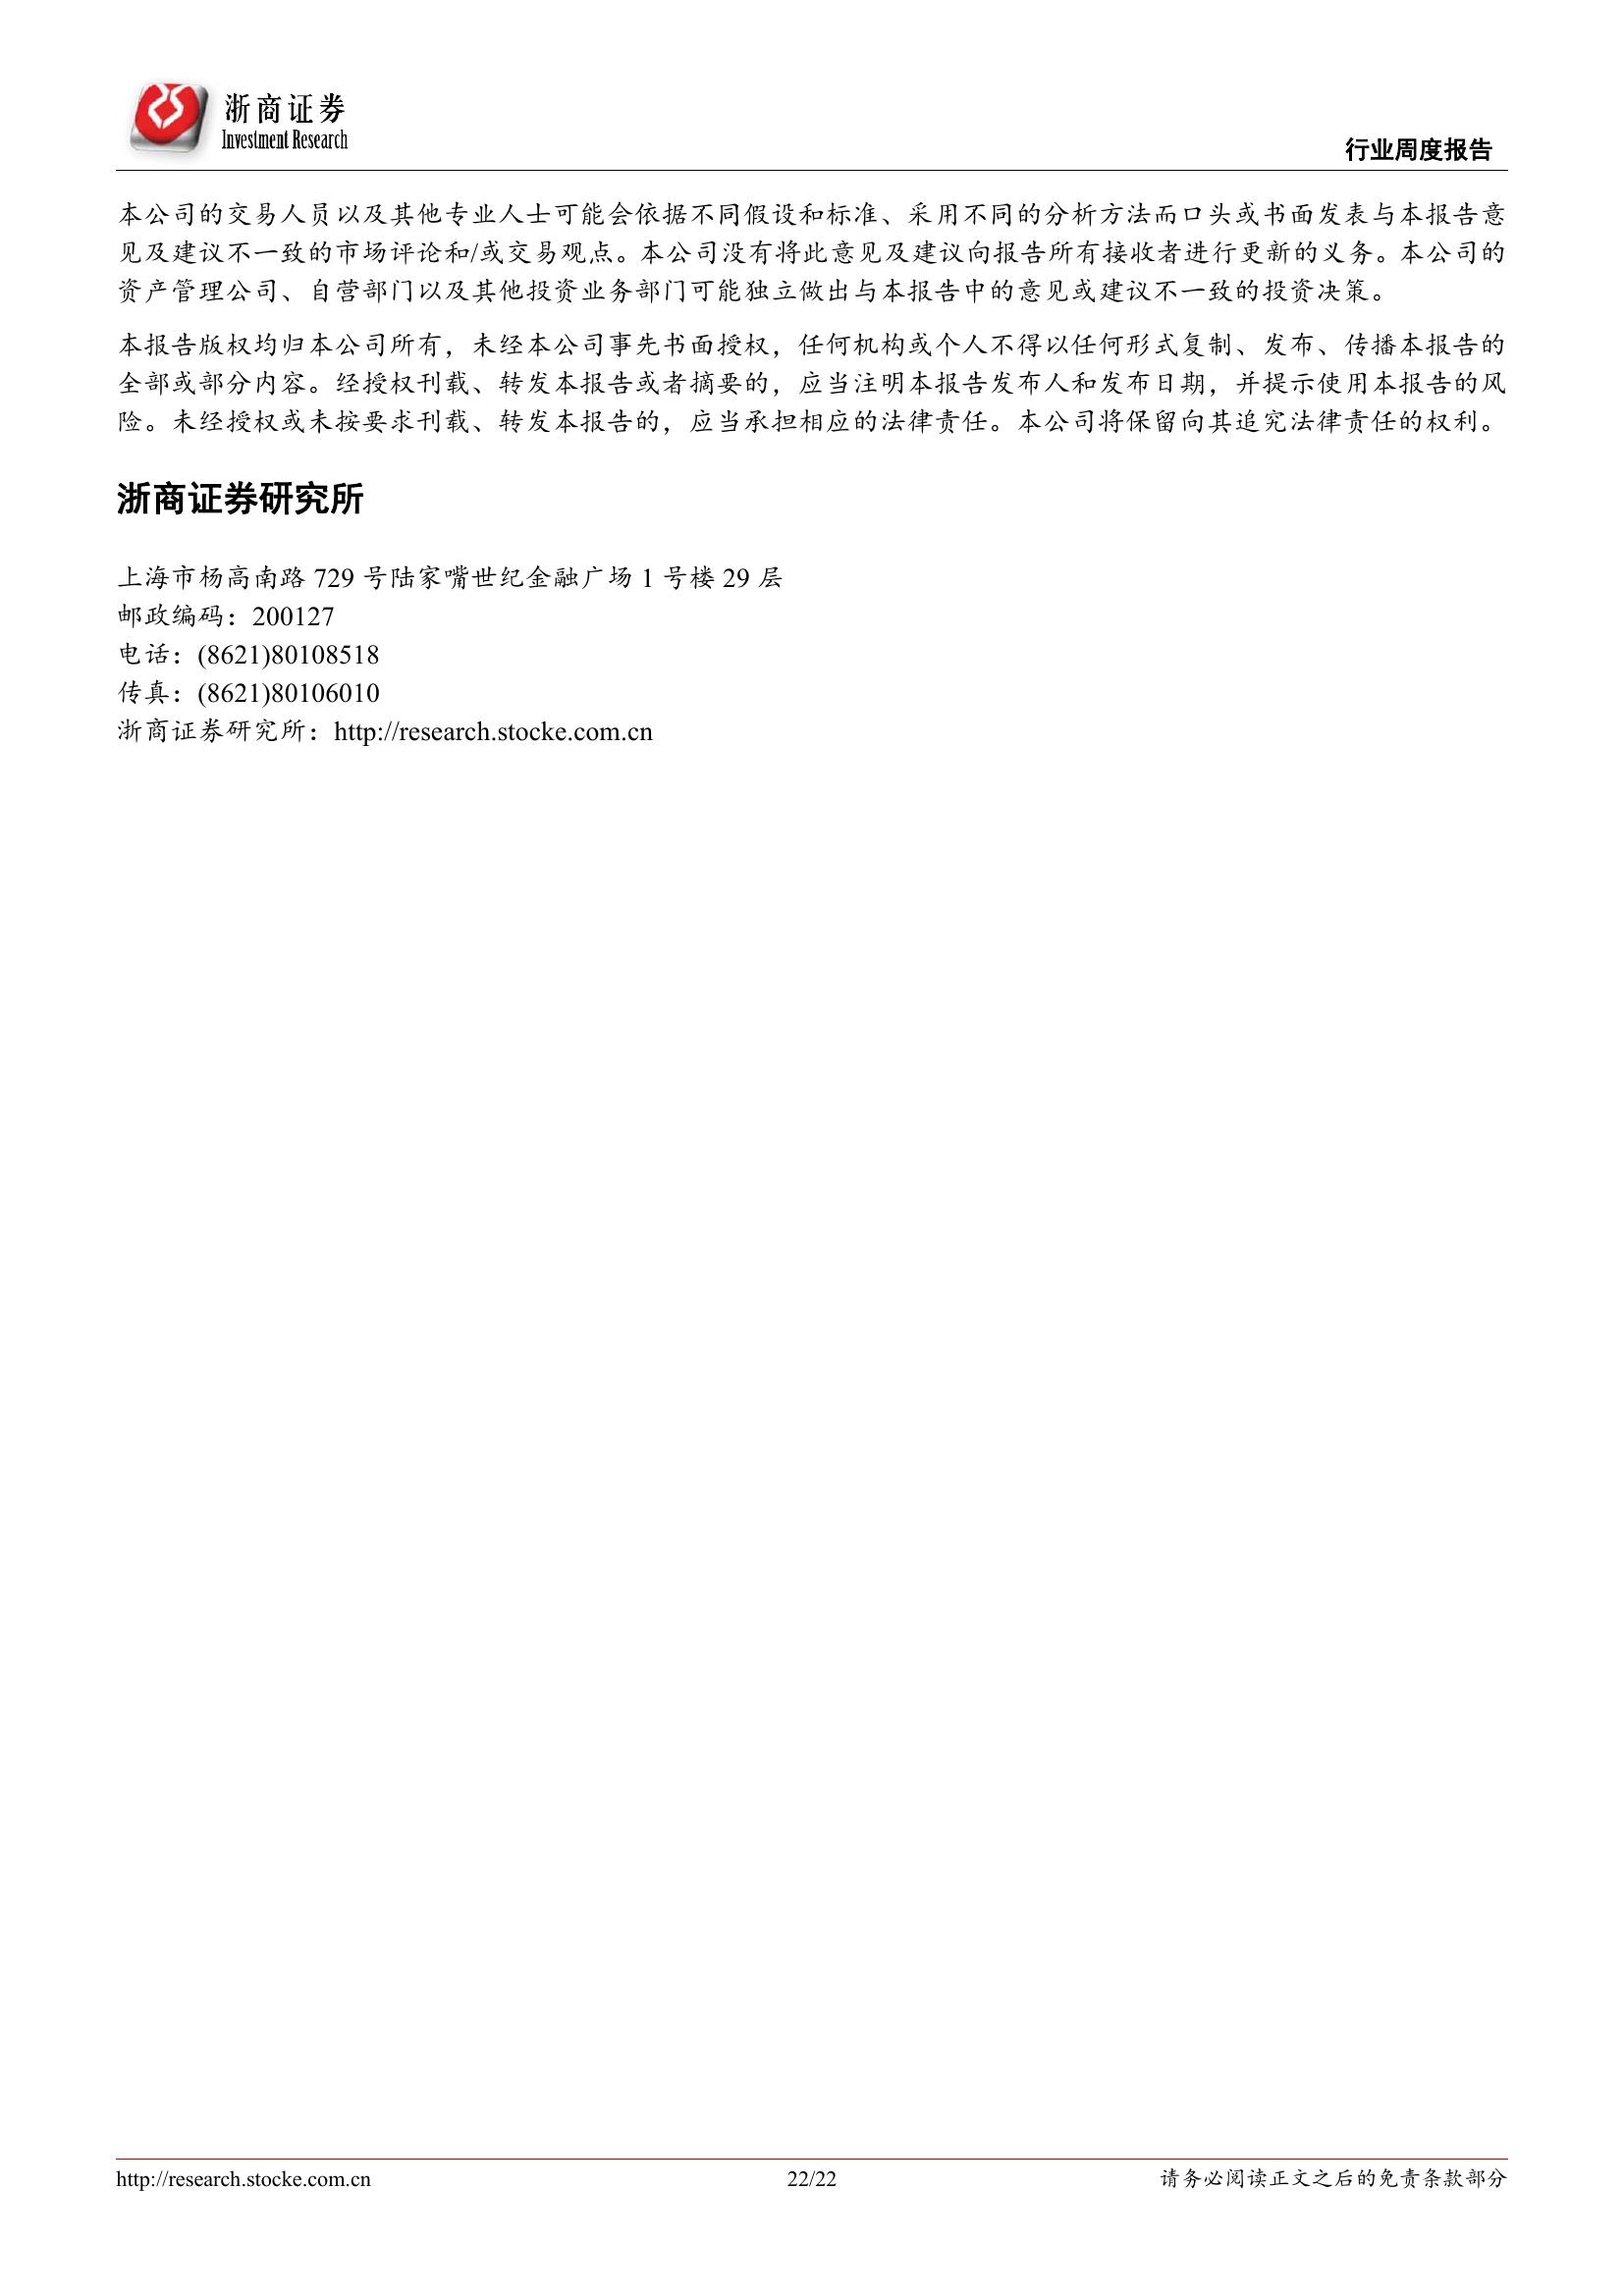 浙商证券
Investment Research
行业周度报告
本公司的交易人员以及其他专业人士可能会依据不同假设和标准、采用不同的分析方法而口头或书面发表与本报告意
见及建议不一致的市场评论和/或交易观点。本公司没有将此意见及建议向报告所有接收者进行更新的义务。本公司的
资产管理公司、自营部门以及其他投资业务部门可能独立做出与本报告中的意见或建议不一致的投资决策。
本报告版权均归本公司所有，未经本公司事先书面授权，任何机构或个人不得以任何形式复制、发布、传播本报告的
全部或部分内容。经授权刊载、转发本报告或者摘要的，应当注明本报告发布人和发布日期，并提示使用本报告的风
险。未经授权或未按要求刊载、转发本报告的，应当承担相应的法律责任。本公司将保留向其追究法律责任的权利。
浙商证券研究所
上海市杨高南路 729 号陆家嘴世纪金融广场 1 号楼 29 层
邮政编码：200127
电话：(8621)80108518
传真：(8621)80106010
浙商证券研究所：http://research.stocke.com.cn
http://research.stocke.com.cn
22/22
请务必阅读正文之后的免责条款部分